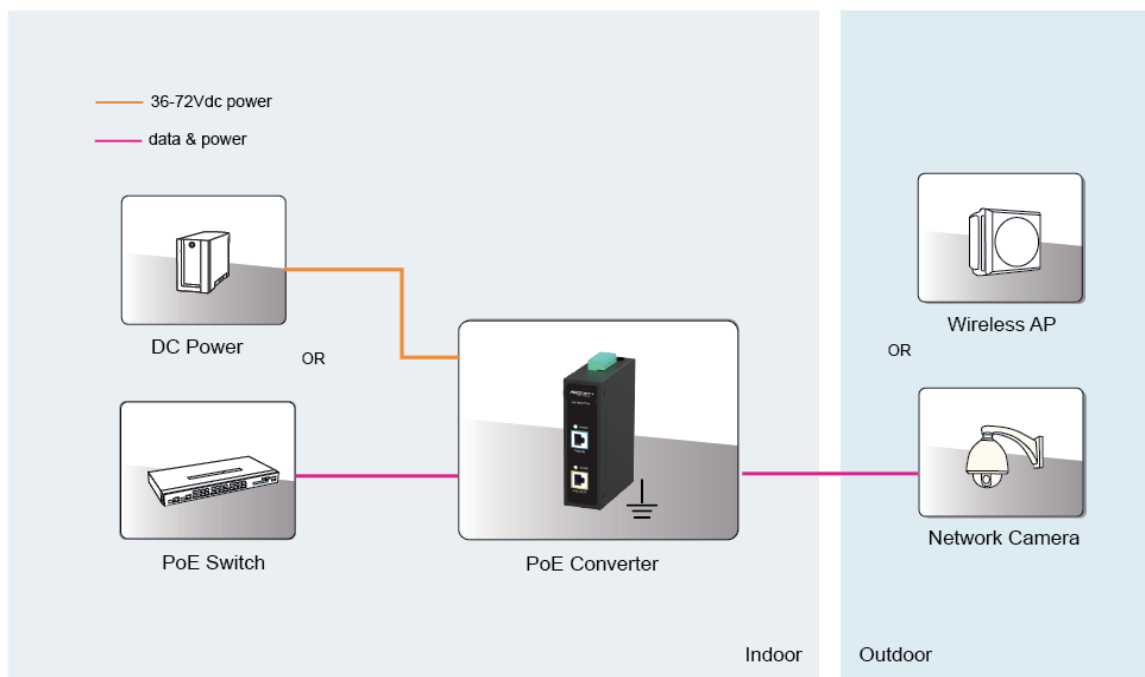 36-72Vdc power
data & power
DC Power
OR
PoE Switch
PoE Converter
Wireless AP
OR
Network Camera
Indoor
Outdoor